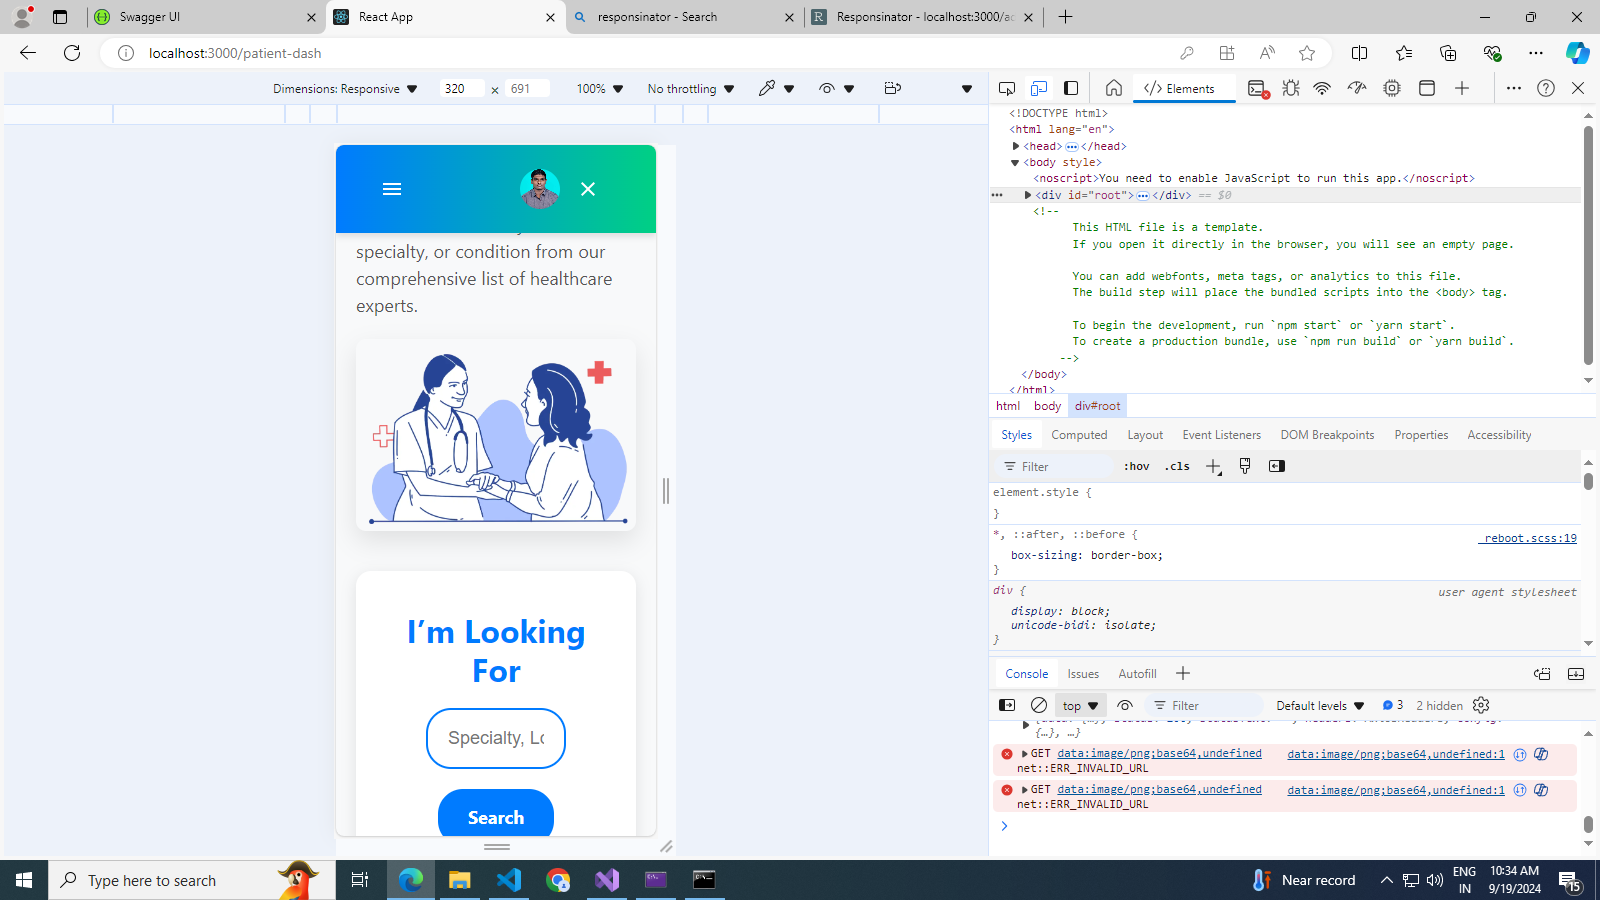 Swagger UI
React App
responsinator - Search
Responsinator - localhost:3000/ac
localhost:3000/patient-dash
Dimensions: Responsive
320 × 691
100%
No throttling
Elements
<!DOCTYPE html>
<html lang="en">
<head> </head>
<body style>
<noscript>You need to enable JavaScript to run this app.</noscript>
<div id="root"> </div> == $0
<!--
This HTML file is a template.
If you open it directly in the browser, you will see an empty page.
You can add webfonts, meta tags, or analytics to this file.
The build step will place the bundled scripts into the <body> tag.
To begin the development, run `npm start` or `yarn start`.
To create a production bundle, use `npm run build` or `yarn build`.
-->
</body>
</html>
html body div#root
Styles Computed Layout Event Listeners DOM Breakpoints Properties Accessibility
Filter :hov .cls
element.style {
}
*, ::after, ::before {
_reboot.scss:19
box-sizing: border-box;
}
div {
user agent stylesheet
display: block;
unicode-bidi: isolate;
}
Console Issues Autofill
top Filter Default levels 3 2 hidden
{…}, …}
GET data:image/png;base64,undefined data:image/png;base64,undefined:1
net::ERR_INVALID_URL
GET data:image/png;base64,undefined data:image/png;base64,undefined:1
net::ERR_INVALID_URL
specialty, or condition from our
comprehensive list of healthcare
experts.
I'm Looking
For
Specialty, Lo
Search
Type here to search
Near record
ENG
IN
10:34 AM
9/19/2024
15